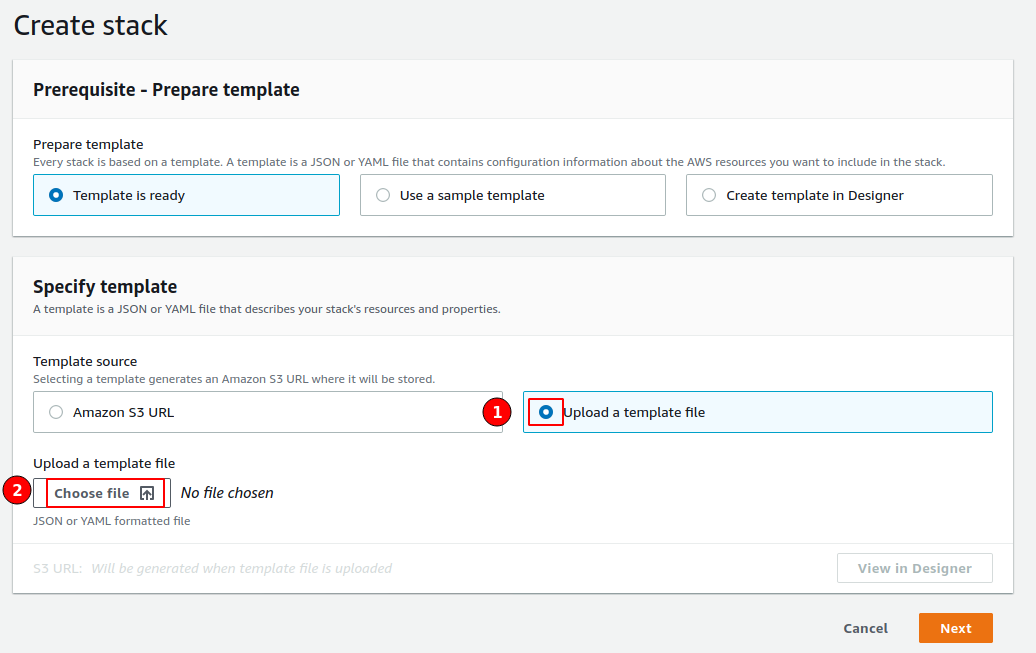 Create stack
Prerequisite - Prepare template
Prepare template
Every stack is based on a template. A template is a JSON or YAML file that contains configuration information about the AWS resources you want to include in the stack.
Template is ready
Use a sample template
Create template in Designer
Specify template
A template is a JSON or YAML file that describes your stack's resources and properties.
Template source
Selecting a template generates an Amazon S3 URL where it will be stored.
Amazon S3 URL
1
Upload a template file
Upload a template file
2
Choose file
No file chosen
JSON or YAML formatted file
S3 URL: Will be generated when template file is uploaded
View in Designer
Cancel
Next